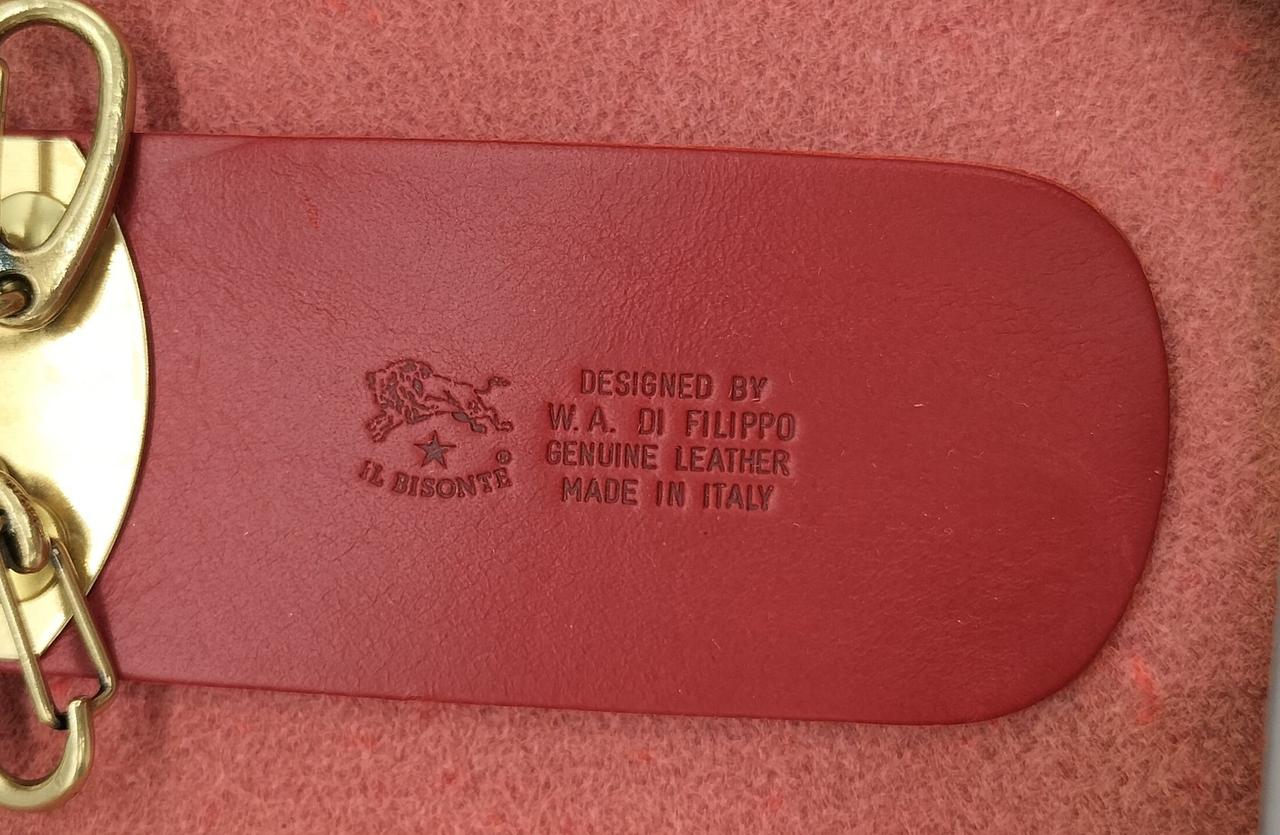 IL BISONTE®
DESIGNED BY
W. A. DI FILIPPO
GENUINE LEATHER
MADE IN ITALY